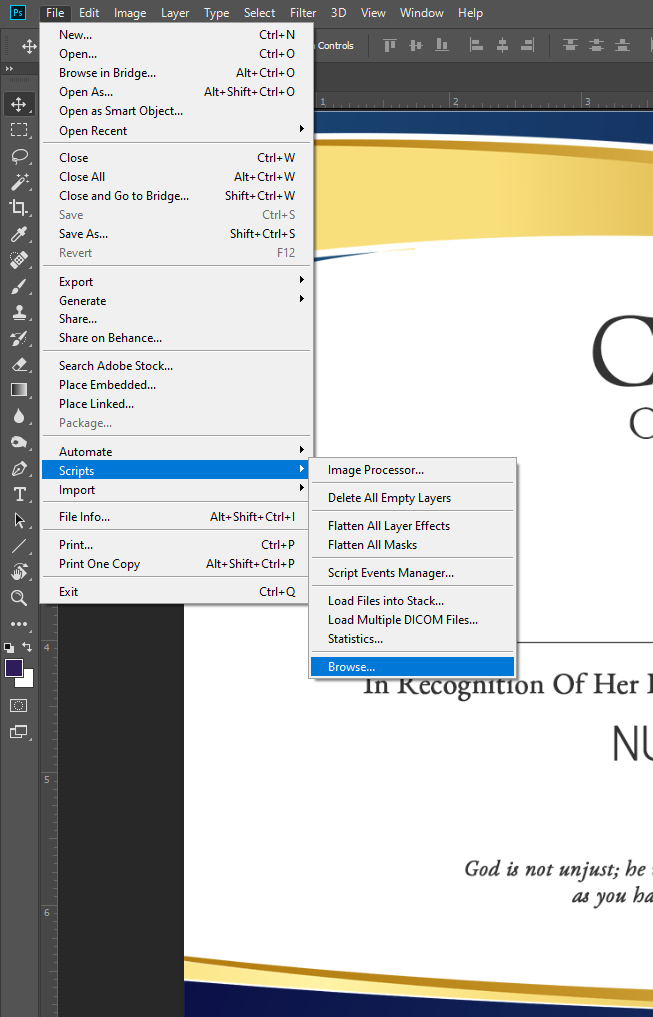 Ps File Edit Image Layer Type Select Filter 3D View Window Help
New... Ctrl+N
Controls
Open... Ctrl+O
Browse in Bridge... Alt+Ctrl+O
Open As... Alt+Shift+Ctrl+O
1 2 3
Open as Smart Object...
Open Recent
Close Ctrl+W
Close All Alt+Ctrl+W
Close and Go to Bridge... Shift+Ctrl+W
Save Ctrl+S
Save As... Shift+Ctrl+S
Revert F12
Export
Generate
Share...
Share on Behance...
Search Adobe Stock...
Place Embedded...
Place Linked...
Package...
Automate
Scripts
Import
File Info... Alt+Shift+Ctrl+I
Print... Ctrl+P
Print One Copy Alt+Shift+Ctrl+P
Exit Ctrl+Q
Image Processor...
Delete All Empty Layers
Flatten All Layer Effects
Flatten All Masks
Script Events Manager...
Load Files into Stack...
Load Multiple DICOM Files...
Statistics...
Browse...
4
In Recognition Of Her
NU
5
God is not unjust; he
as you ha
6